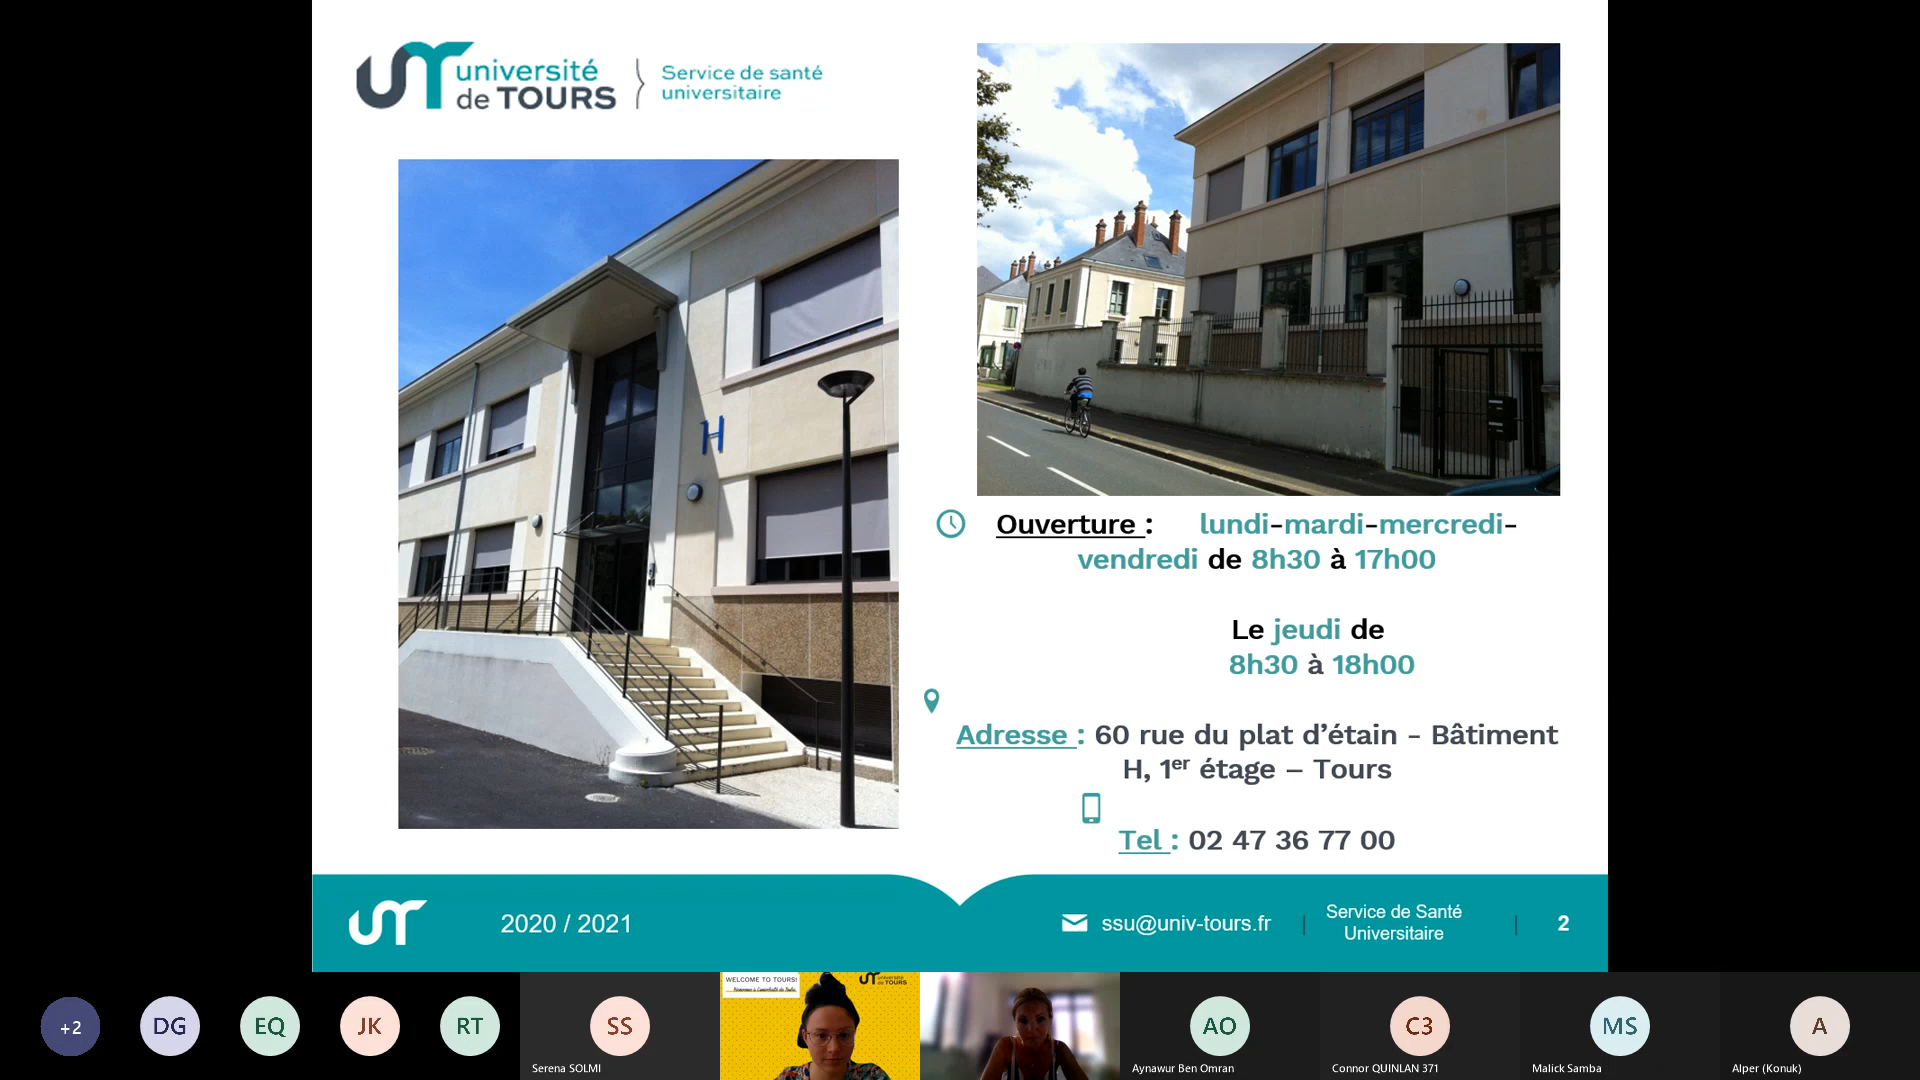 université
de TOURS
Service de santé
universitaire
H
Ouverture : lundi-mardi-mercredi-
vendredi de 8h30 à 17h00
Le jeudi de
8h30 à 18h00
Adresse : 60 rue du plat d’étain - Bâtiment
H, 1er étage – Tours
Tel : 02 47 36 77 00
2020 / 2021
ssu@univ-tours.fr
Service de Santé
Universitaire
2
+2
DG
EQ
JK
RT
SS
Serena SOLMI
WELCOME TO TOURS!
université
de TOURS
AO
Aynawur Ben Omran
C3
Connor QUINLAN 371
MS
Malick Samba
A
Alper (Konuk)